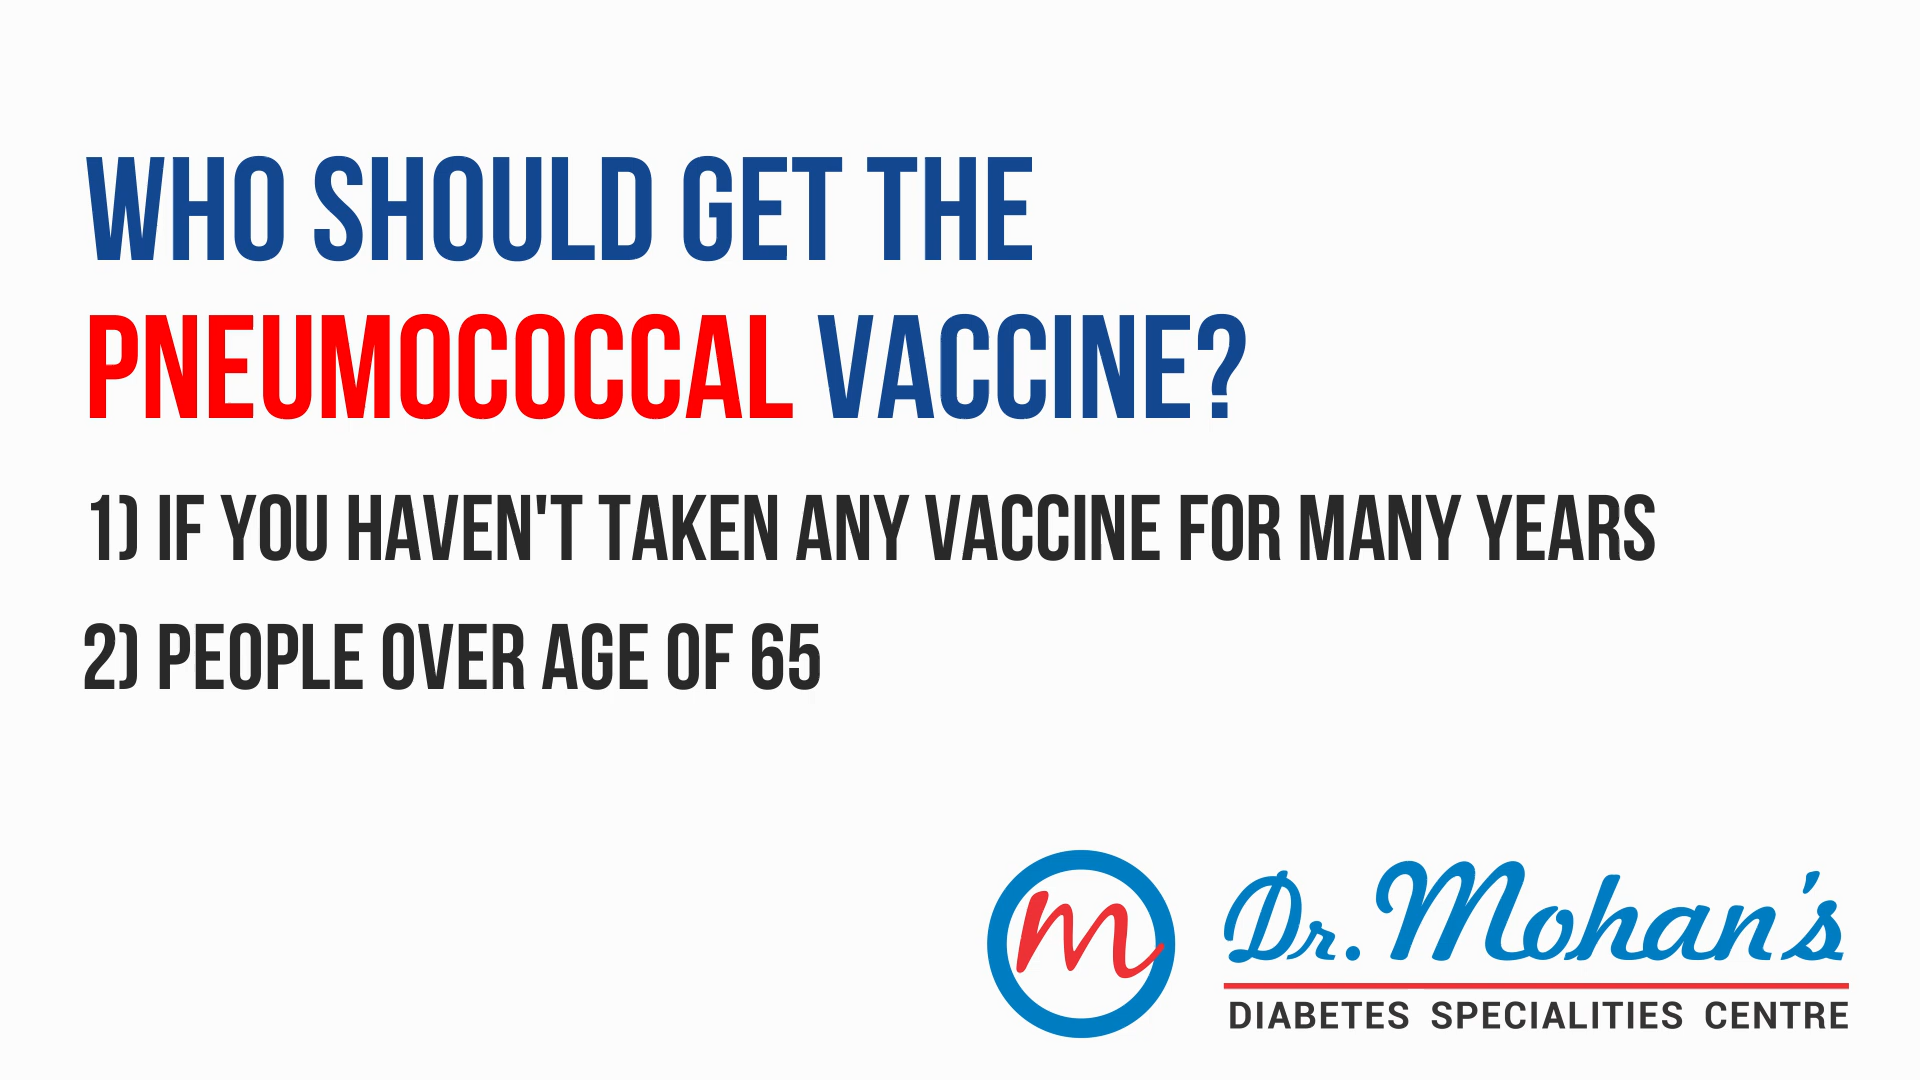 WHO SHOULD GET THE
PNEUMOCOCCAL VACCINE?
1) IF YOU HAVEN'T TAKEN ANY VACCINE FOR MANY YEARS
2) PEOPLE OVER AGE OF 65
m
Dr. Mohan's
DIABETES SPECIALITIES CENTRE